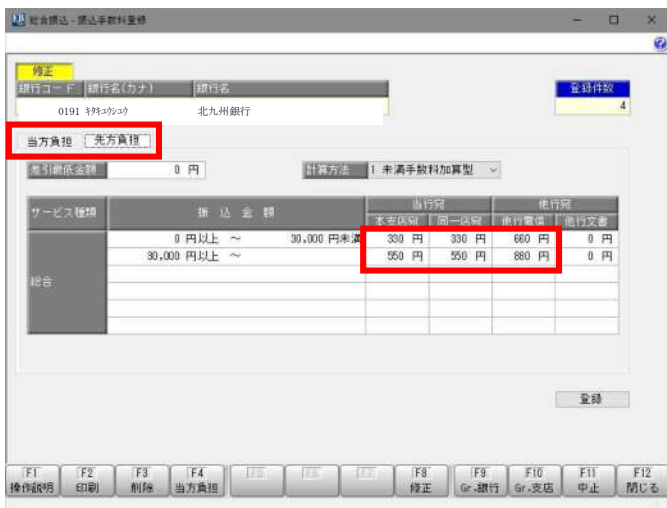 総合振込 - 振込手数料登録
修正
銀行コード 銀行名(カナ) 銀行名 登録件数
0191 ｷﾀｷﾕｳｼﾕｳ 北九州銀行 4
当方負担 先方負担
差引最低金額 0 円 計算方法 1 未満手数料加算型
サービス種類 振 込 金 額 当行宛 他行宛
本支店宛 同一店宛 他行電信 他行文書
総合
0 円以上 ～ 30,000 円未満 330 円 330 円 660 円 0 円
30,000 円以上 ～ 550 円 550 円 880 円 0 円
登録
F1 F2 F3 F4 F5 F6 F7 F8 F9 F10 F11 F12
操作説明 印刷 削除 当方負担 修正 Gr.銀行 Gr.支店 中止 閉じる